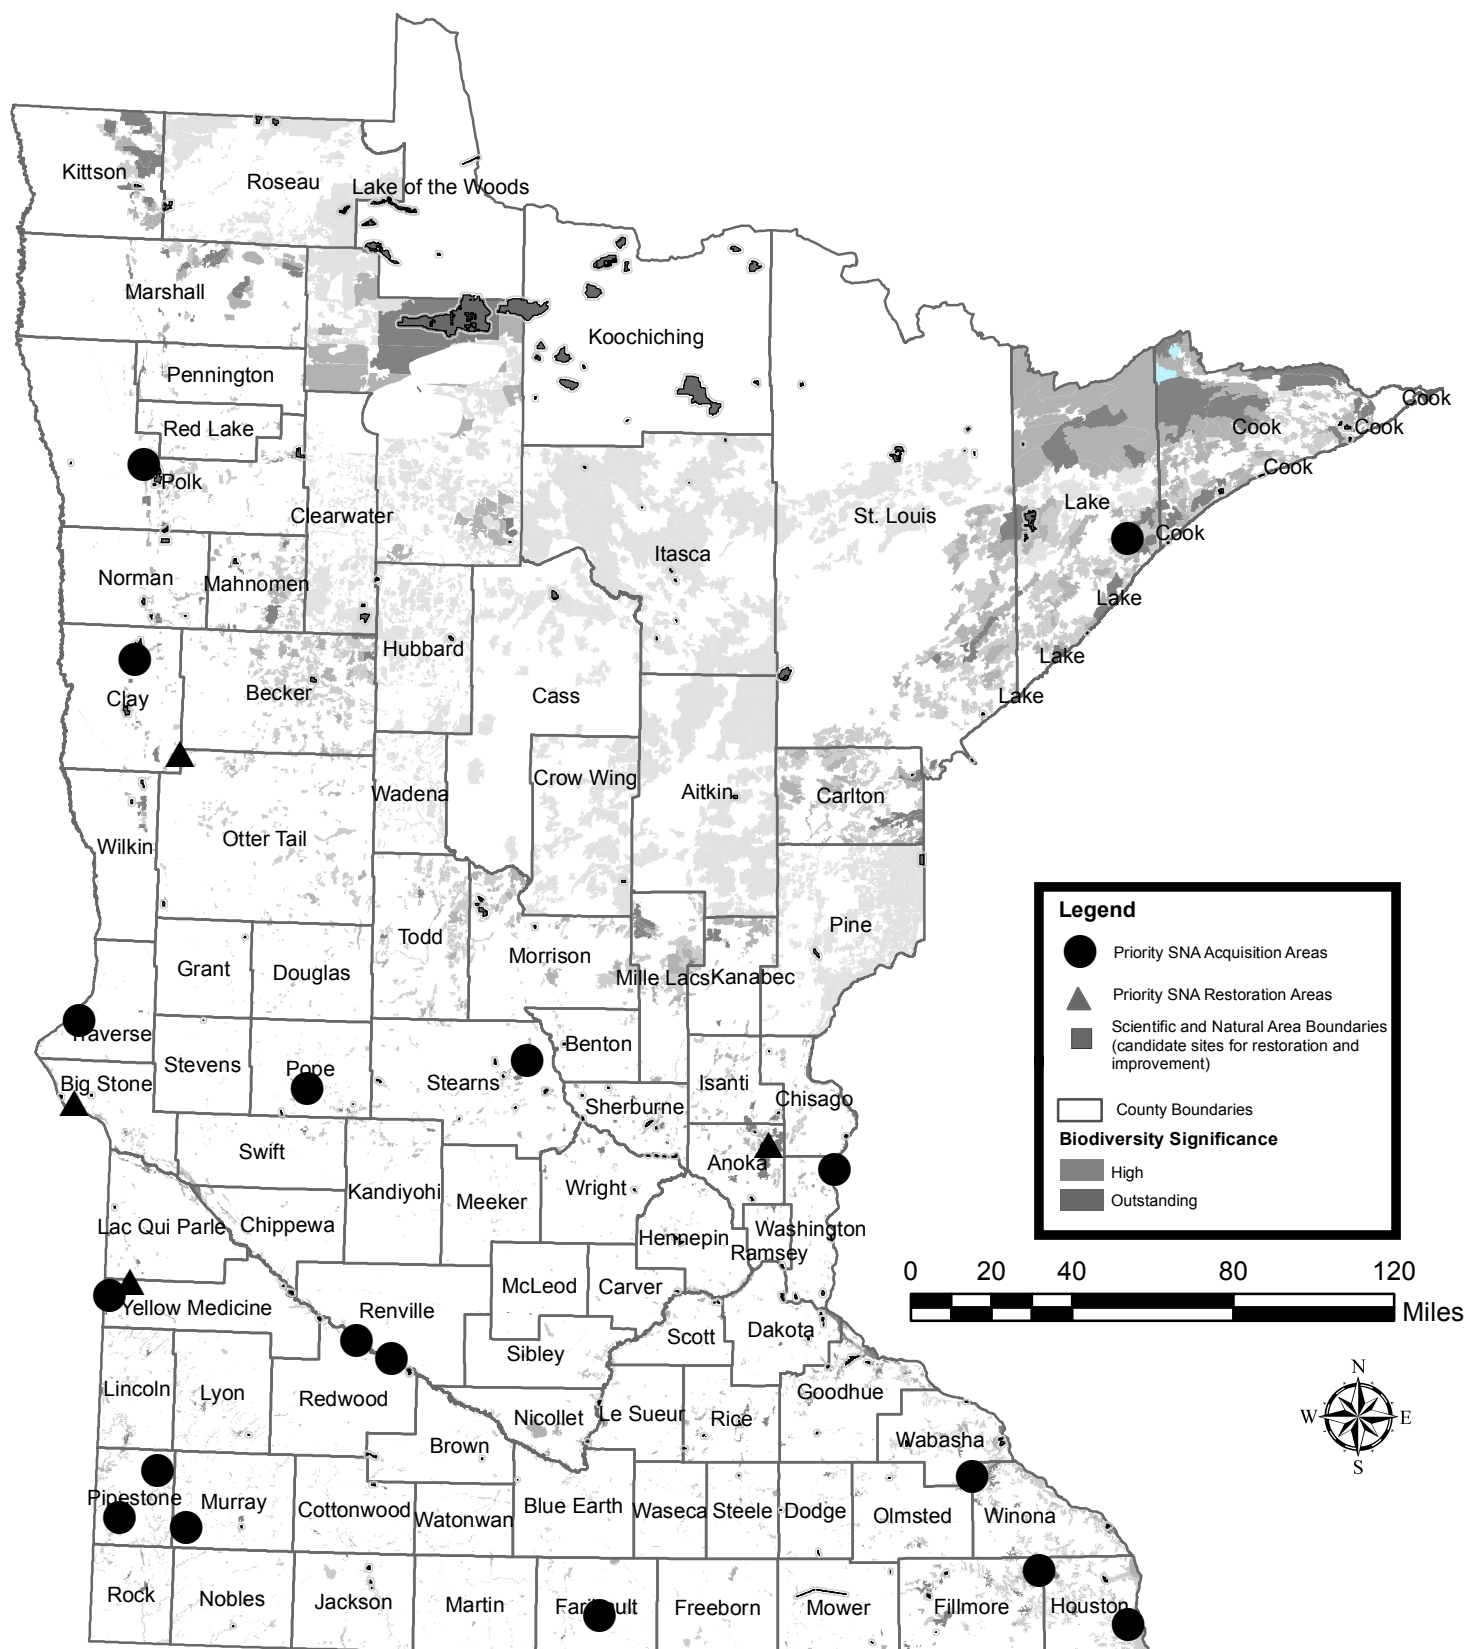 Kittson
Roseau
Lake of the Woods
Marshall
Koochiching
Pennington
Red Lake
Cook
Cook
Cook
Cook
Polk
Clearwater
St. Louis
Lake
Cook
Itasca
Norman
Mahnomen
Lake
Hubbard
Lake
Clay
Becker
Cass
Lake
Wadena
Crow Wing
Aitkin
Carlton
Wilkin
Otter Tail
Pine
Todd
Morrison
Grant
Douglas
Mille Lacs
Kanabec
Traverse
Stevens
Pope
Stearns
Benton
Big Stone
Isanti
Chisago
Sherburne
Swift
Anoka
Kandiyohi
Meeker
Wright
Lac Qui Parle
Chippewa
Hennepin
Washington
Ramsey
McLeod
Carver
Yellow Medicine
Renville
Scott
Dakota
Sibley
Lincoln
Lyon
Redwood
Nicollet
Le Sueur
Rice
Goodhue
Brown
Wabasha
Pipestone
Murray
Cottonwood
Watonwan
Blue Earth
Waseca
Steele
Dodge
Olmsted
Winona
Rock
Nobles
Jackson
Martin
Faribault
Freeborn
Mower
Fillmore
Houston
Legend
Priority SNA Acquisition Areas
Priority SNA Restoration Areas
Scientific and Natural Area Boundaries
(candidate sites for restoration and
improvement)
County Boundaries
Biodiversity Significance
High
Outstanding
0 20 40 80 120
Miles
N
W E
S